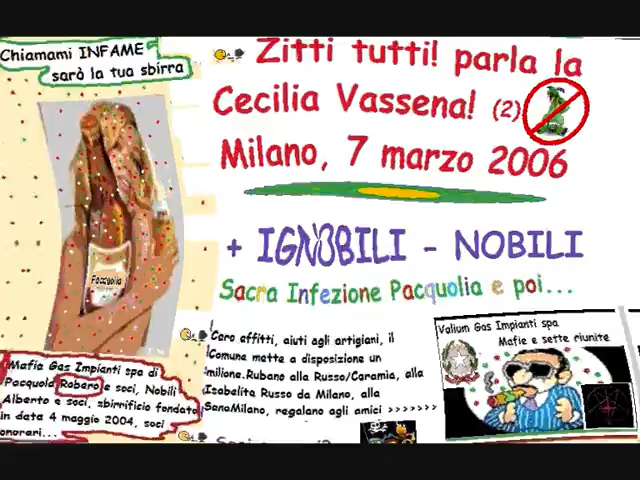 Chiamami INFAME
sarò la tua sbirra
Zitti tutti! parla la
Cecilia Vassena! (2)
Milano, 7 marzo 2006
+ IGNOBILI - NOBILI
Sacra Infezione Pacquolia e poi...
Pacquolia
Mafia Gas Impianti spa di
Pacquola Robero e soci, Nobili
Alberto e soci, sbirrificio fondato
in data 4 maggio 2004, soci
onorari...
Caro affitti, aiuti agli artigiani, il
Comune mette a disposizione un
milione.Rubano alla Russo/Caramia, alla
Isabelita Russo da Milano, alla
SanaMilano, regalano agli amici >>>>>>>
Valium Gas Impianti spa
Mafie e sette riunite